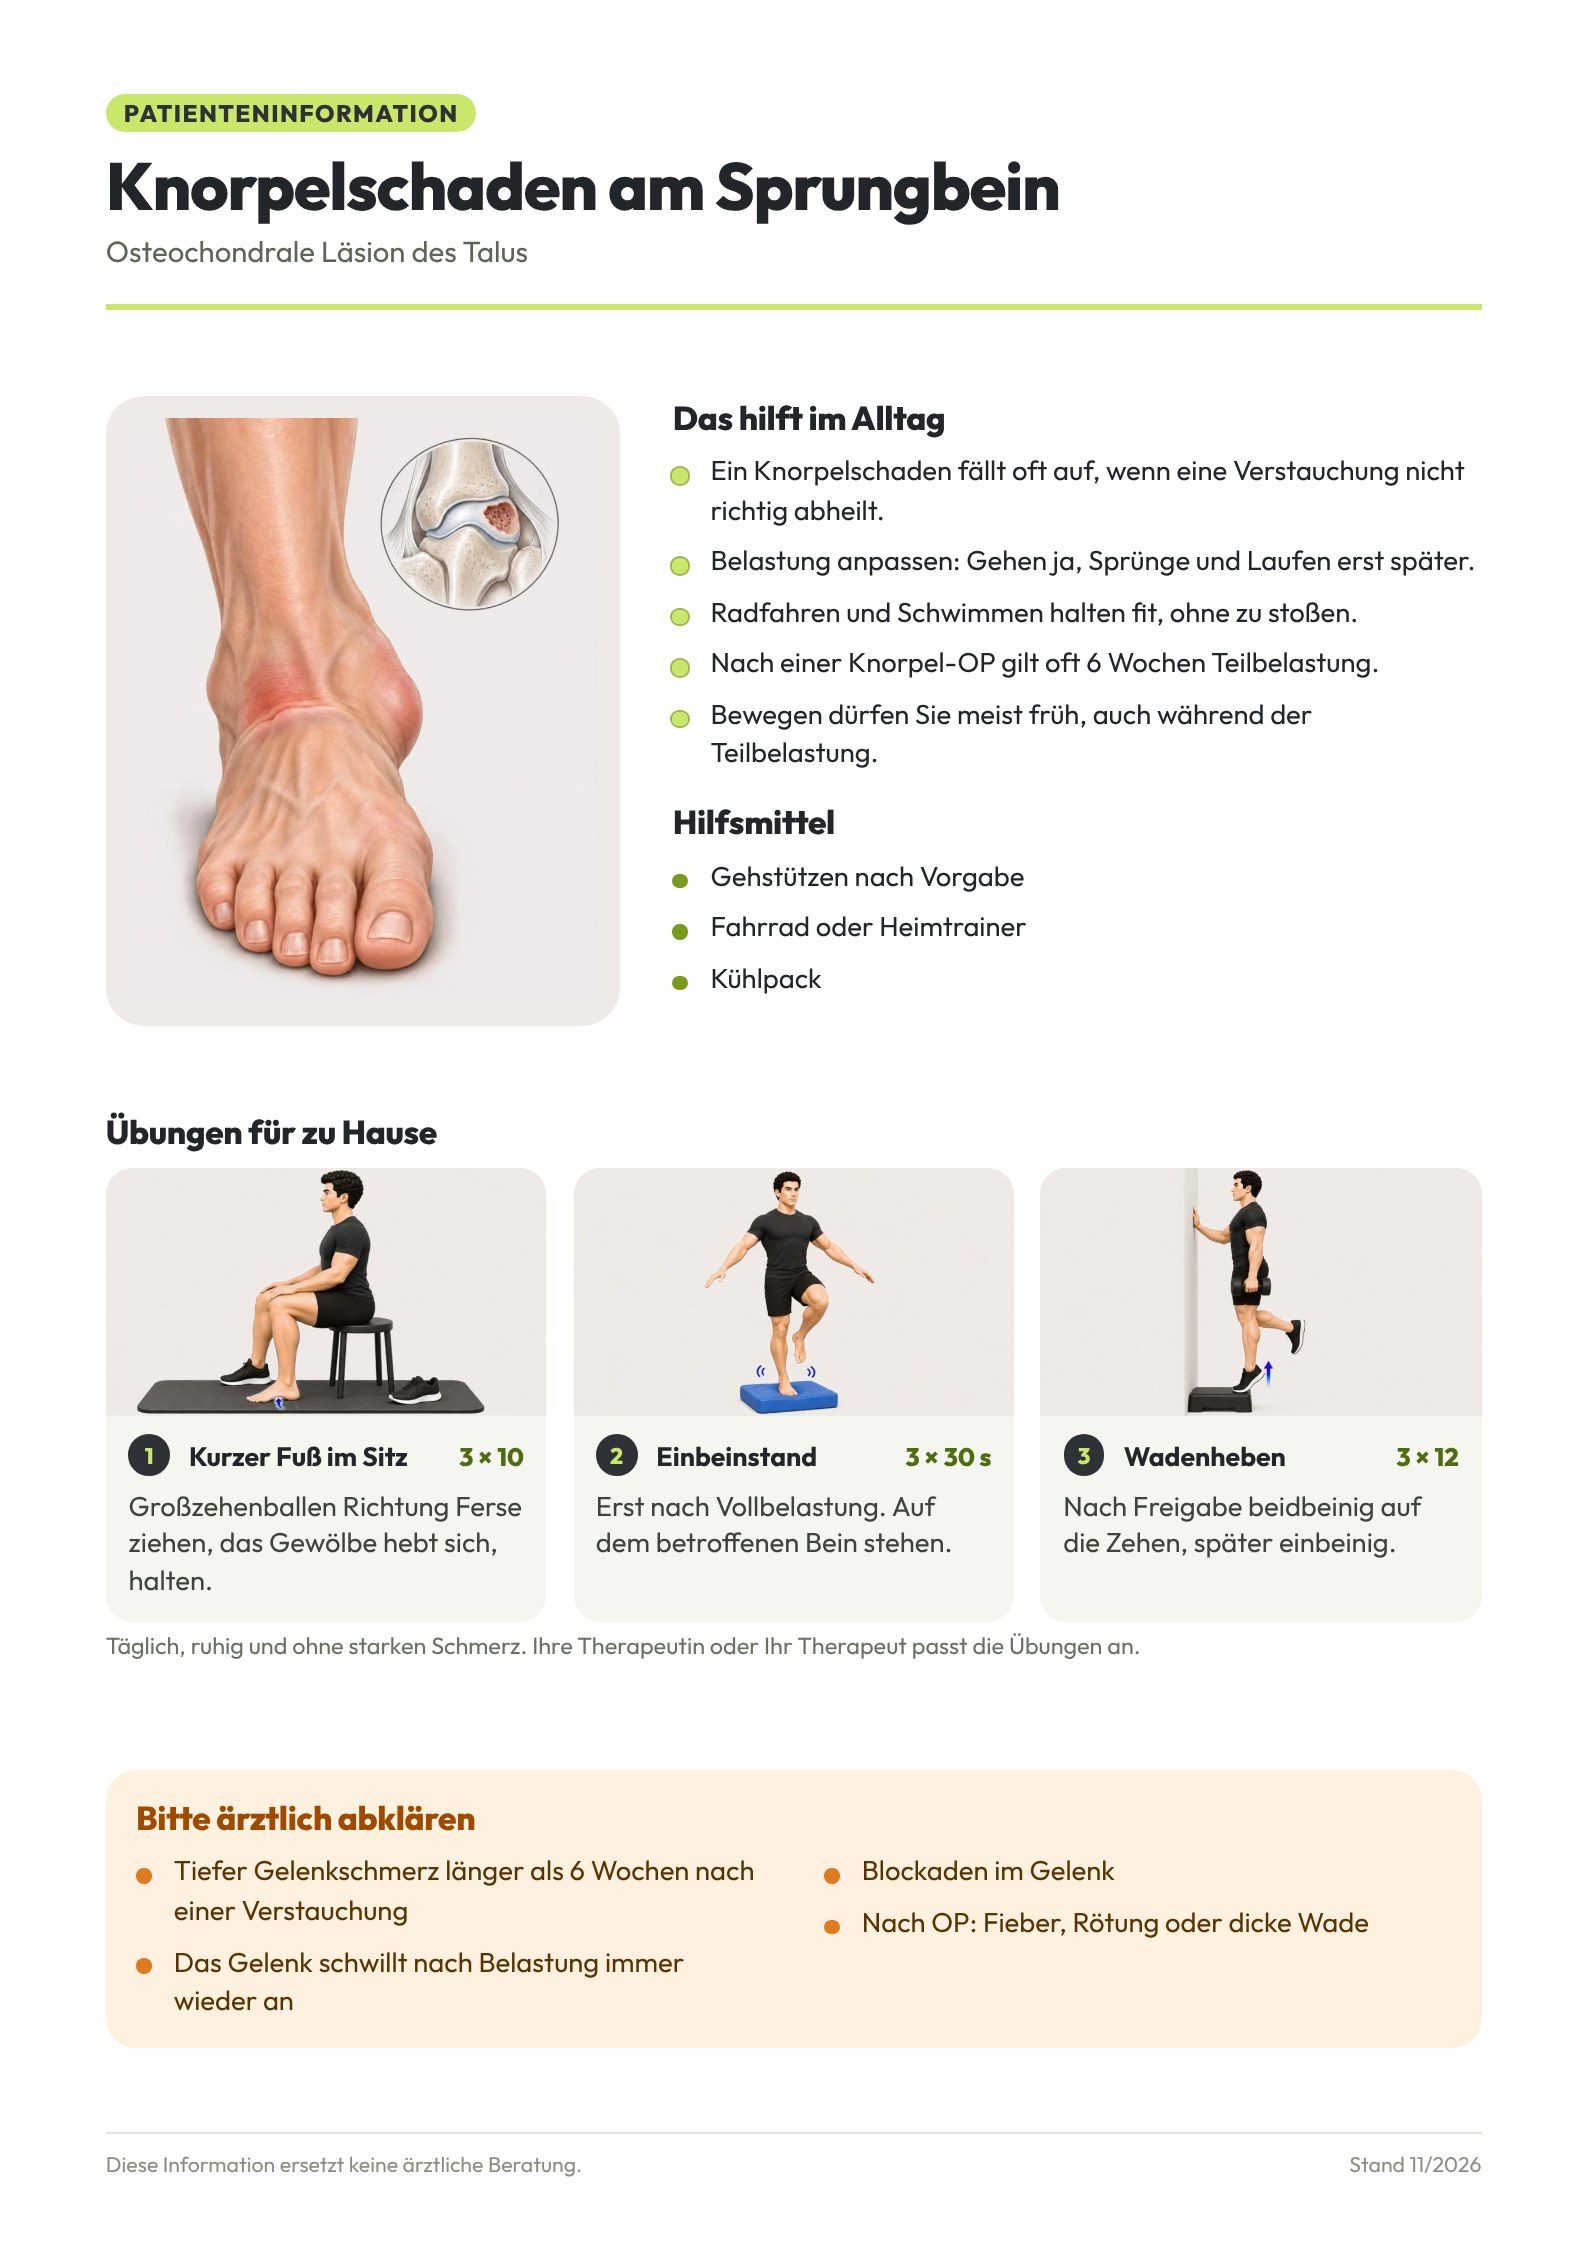 PATIENTENINFORMATION
Knorpelschaden am Sprungbein
Osteochondrale Läsion des Talus
Das hilft im Alltag
Ein Knorpelschaden fällt oft auf, wenn eine Verstauchung nicht
richtig abheilt.
Belastung anpassen: Gehen ja, Sprünge und Laufen erst später.
Radfahren und Schwimmen halten fit, ohne zu stoßen.
Nach einer Knorpel-OP gilt oft 6 Wochen Teilbelastung.
Bewegen dürfen Sie meist früh, auch während der
Teilbelastung.
Hilfsmittel
Gehstützen nach Vorgabe
Fahrrad oder Heimtrainer
Kühlpack
Übungen für zu Hause
1 Kurzer Fuß im Sitz 3 × 10
Großzehenballen Richtung Ferse
ziehen, das Gewölbe hebt sich,
halten.
2 Einbeinstand 3 × 30 s
Erst nach Vollbelastung. Auf
dem betroffenen Bein stehen.
3 Wadenheben 3 × 12
Nach Freigabe beidbeinig auf
die Zehen, später einbeinig.
Täglich, ruhig und ohne starken Schmerz. Ihre Therapeutin oder Ihr Therapeut passt die Übungen an.
Bitte ärztlich abklären
Tiefer Gelenkschmerz länger als 6 Wochen nach
einer Verstauchung
Das Gelenk schwillt nach Belastung immer
wieder an
Blockaden im Gelenk
Nach OP: Fieber, Rötung oder dicke Wade
Diese Information ersetzt keine ärztliche Beratung.
Stand 11/2026